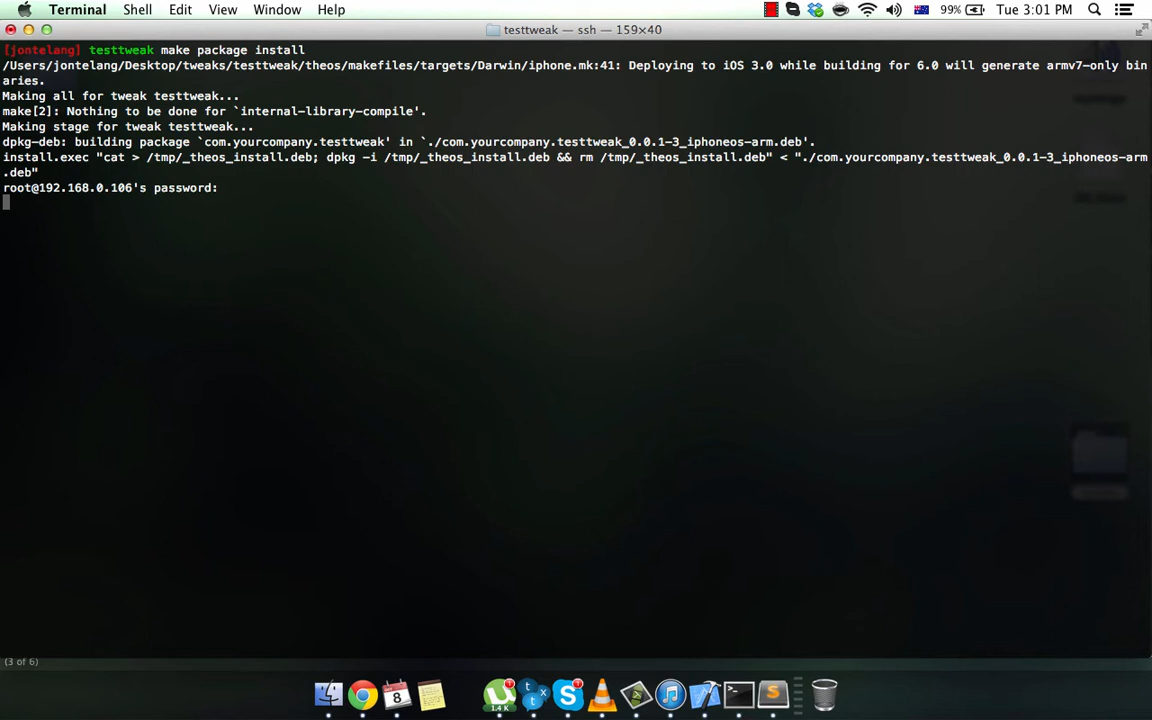 Terminal Shell Edit View Window Help 99% Tue 3:01 PM
testtweak — ssh — 159×40
[jontelang] testtweak make package install
/Users/jontelang/Desktop/tweaks/testtweak/theos/makefiles/targets/Darwin/iphone.mk:41: Deploying to iOS 3.0 while building for 6.0 will generate armv7-only bin
aries.
Making all for tweak testtweak...
make[2]: Nothing to be done for `internal-library-compile'.
Making stage for tweak testtweak...
dpkg-deb: building package `com.yourcompany.testtweak' in `./com.yourcompany.testtweak_0.0.1-3_iphoneos-arm.deb'.
install.exec "cat > /tmp/_theos_install.deb; dpkg -i /tmp/_theos_install.deb && rm /tmp/_theos_install.deb" < "./com.yourcompany.testtweak_0.0.1-3_iphoneos-arm
.deb"
root@192.168.0.106's password:
(3 of 6)
8
1.4 K
t t x
1
S